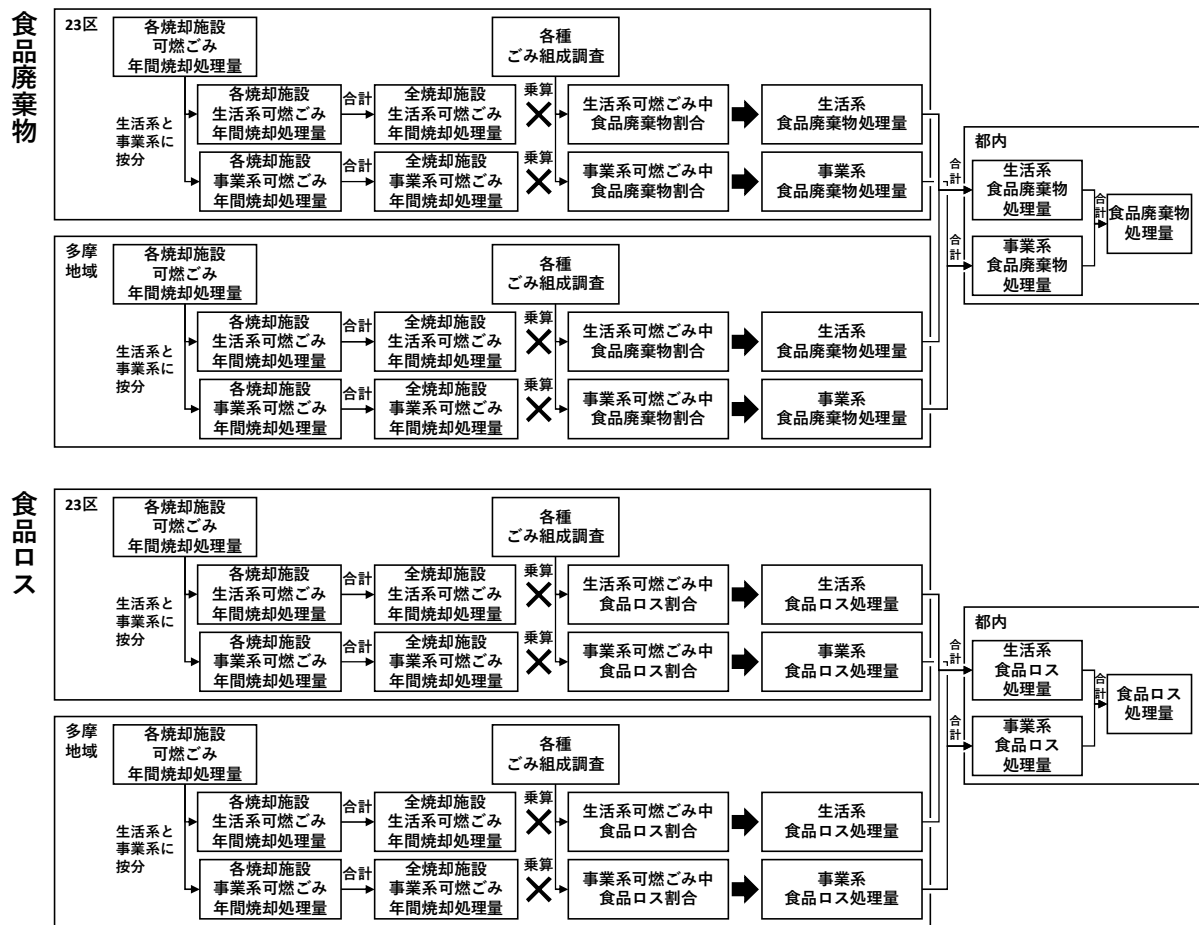 食品廃棄物
23区
各焼却施設
可燃ごみ
年間焼却処理量
各種
ごみ組成調査
生活系と
事業系に
按分
各焼却施設
生活系可燃ごみ
年間焼却処理量
合計
全焼却施設
生活系可燃ごみ
年間焼却処理量
乗算
生活系可燃ごみ中
食品廃棄物割合
生活系
食品廃棄物処理量
各焼却施設
事業系可燃ごみ
年間焼却処理量
合計
全焼却施設
事業系可燃ごみ
年間焼却処理量
乗算
事業系可燃ごみ中
食品廃棄物割合
事業系
食品廃棄物処理量
多摩
地域
各焼却施設
可燃ごみ
年間焼却処理量
各種
ごみ組成調査
生活系と
事業系に
按分
各焼却施設
生活系可燃ごみ
年間焼却処理量
合計
全焼却施設
生活系可燃ごみ
年間焼却処理量
乗算
生活系可燃ごみ中
食品廃棄物割合
生活系
食品廃棄物処理量
各焼却施設
事業系可燃ごみ
年間焼却処理量
合計
全焼却施設
事業系可燃ごみ
年間焼却処理量
乗算
事業系可燃ごみ中
食品廃棄物割合
事業系
食品廃棄物処理量
合計
合計
都内
生活系
食品廃棄物
処理量
事業系
食品廃棄物
処理量
合計
食品廃棄物
処理量
食品ロス
23区
各焼却施設
可燃ごみ
年間焼却処理量
各種
ごみ組成調査
生活系と
事業系に
按分
各焼却施設
生活系可燃ごみ
年間焼却処理量
合計
全焼却施設
生活系可燃ごみ
年間焼却処理量
乗算
生活系可燃ごみ中
食品ロス割合
生活系
食品ロス処理量
各焼却施設
事業系可燃ごみ
年間焼却処理量
合計
全焼却施設
事業系可燃ごみ
年間焼却処理量
乗算
事業系可燃ごみ中
食品ロス割合
事業系
食品ロス処理量
多摩
地域
各焼却施設
可燃ごみ
年間焼却処理量
各種
ごみ組成調査
生活系と
事業系に
按分
各焼却施設
生活系可燃ごみ
年間焼却処理量
合計
全焼却施設
生活系可燃ごみ
年間焼却処理量
乗算
生活系可燃ごみ中
食品ロス割合
生活系
食品ロス処理量
各焼却施設
事業系可燃ごみ
年間焼却処理量
合計
全焼却施設
事業系可燃ごみ
年間焼却処理量
乗算
事業系可燃ごみ中
食品ロス割合
事業系
食品ロス処理量
合計
合計
都内
生活系
食品ロス
処理量
事業系
食品ロス
処理量
合計
食品ロス
処理量